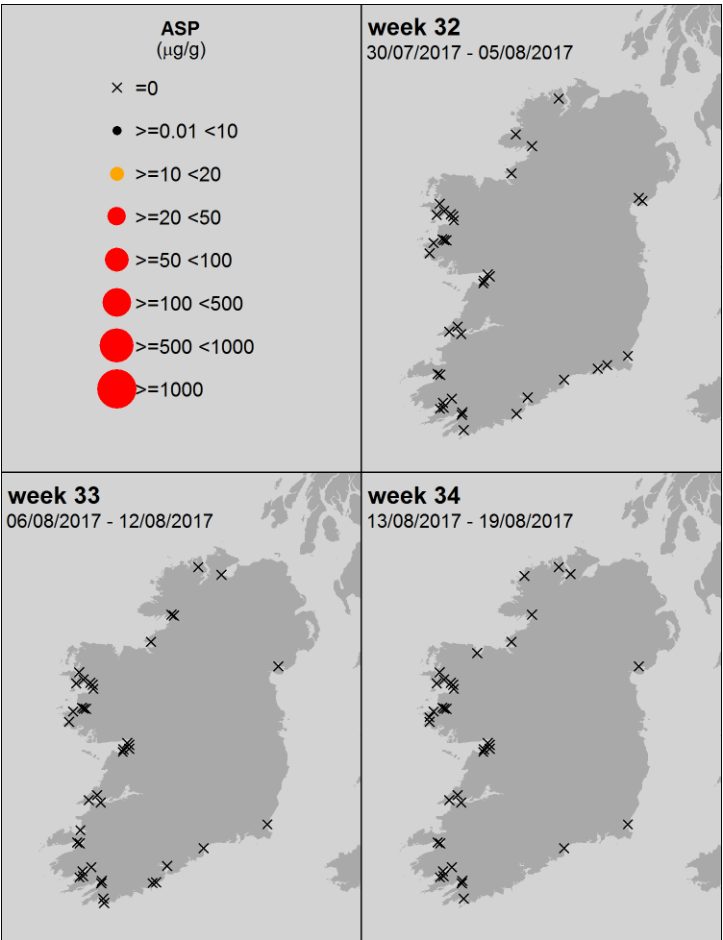 ASP
(µg/g)
=0
>=0.01 <10
>=10 <20
>=20 <50
>=50 <100
>=100 <500
>=500 <1000
>=1000
week 32
30/07/2017 - 05/08/2017
week 33
06/08/2017 - 12/08/2017
week 34
13/08/2017 - 19/08/2017